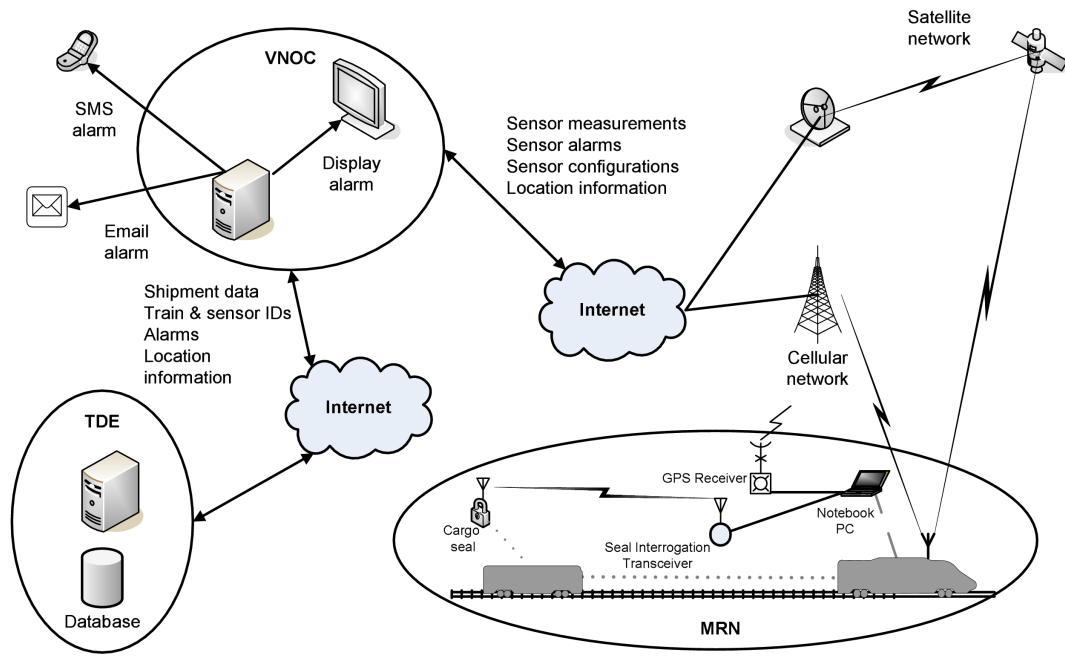 VNOC
SMS
alarm
Display
alarm
Email
alarm
Sensor measurements
Sensor alarms
Sensor configurations
Location information
Satellite
network
Internet
Cellular
network
Shipment data
Train & sensor IDs
Alarms
Location
information
Internet
TDE
Database
GPS Receiver
Notebook
PC
Cargo
seal
Seal Interrogation
Transceiver
MRN